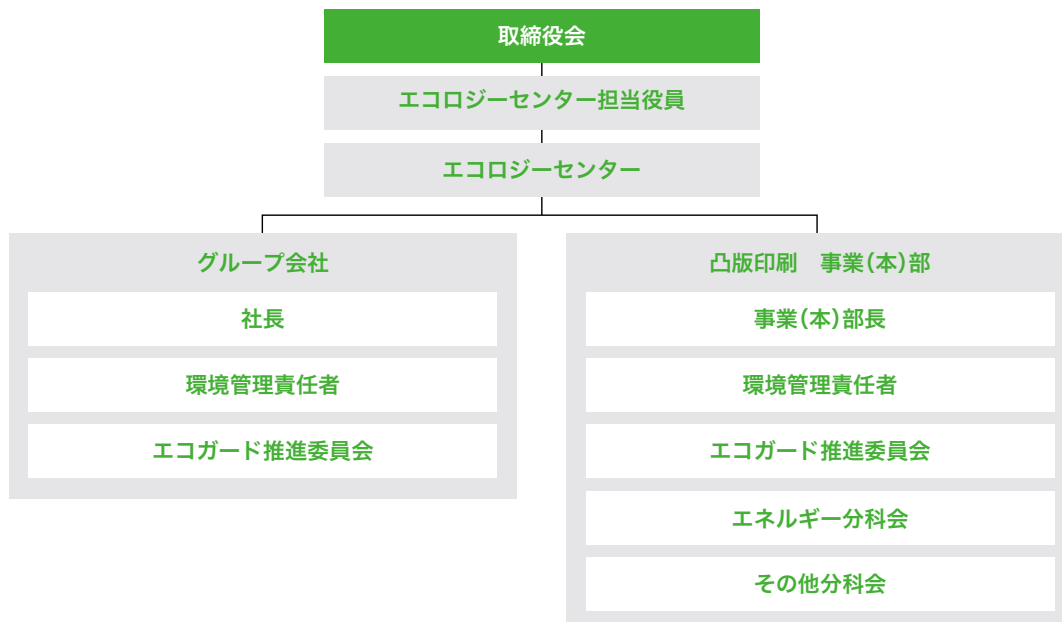 取締役会
エコロジーセンター担当役員
エコロジーセンター
グループ会社
社長
環境管理責任者
エコガード推進委員会
凸版印刷　事業(本)部
事業(本)部長
環境管理責任者
エコガード推進委員会
エネルギー分科会
その他分科会